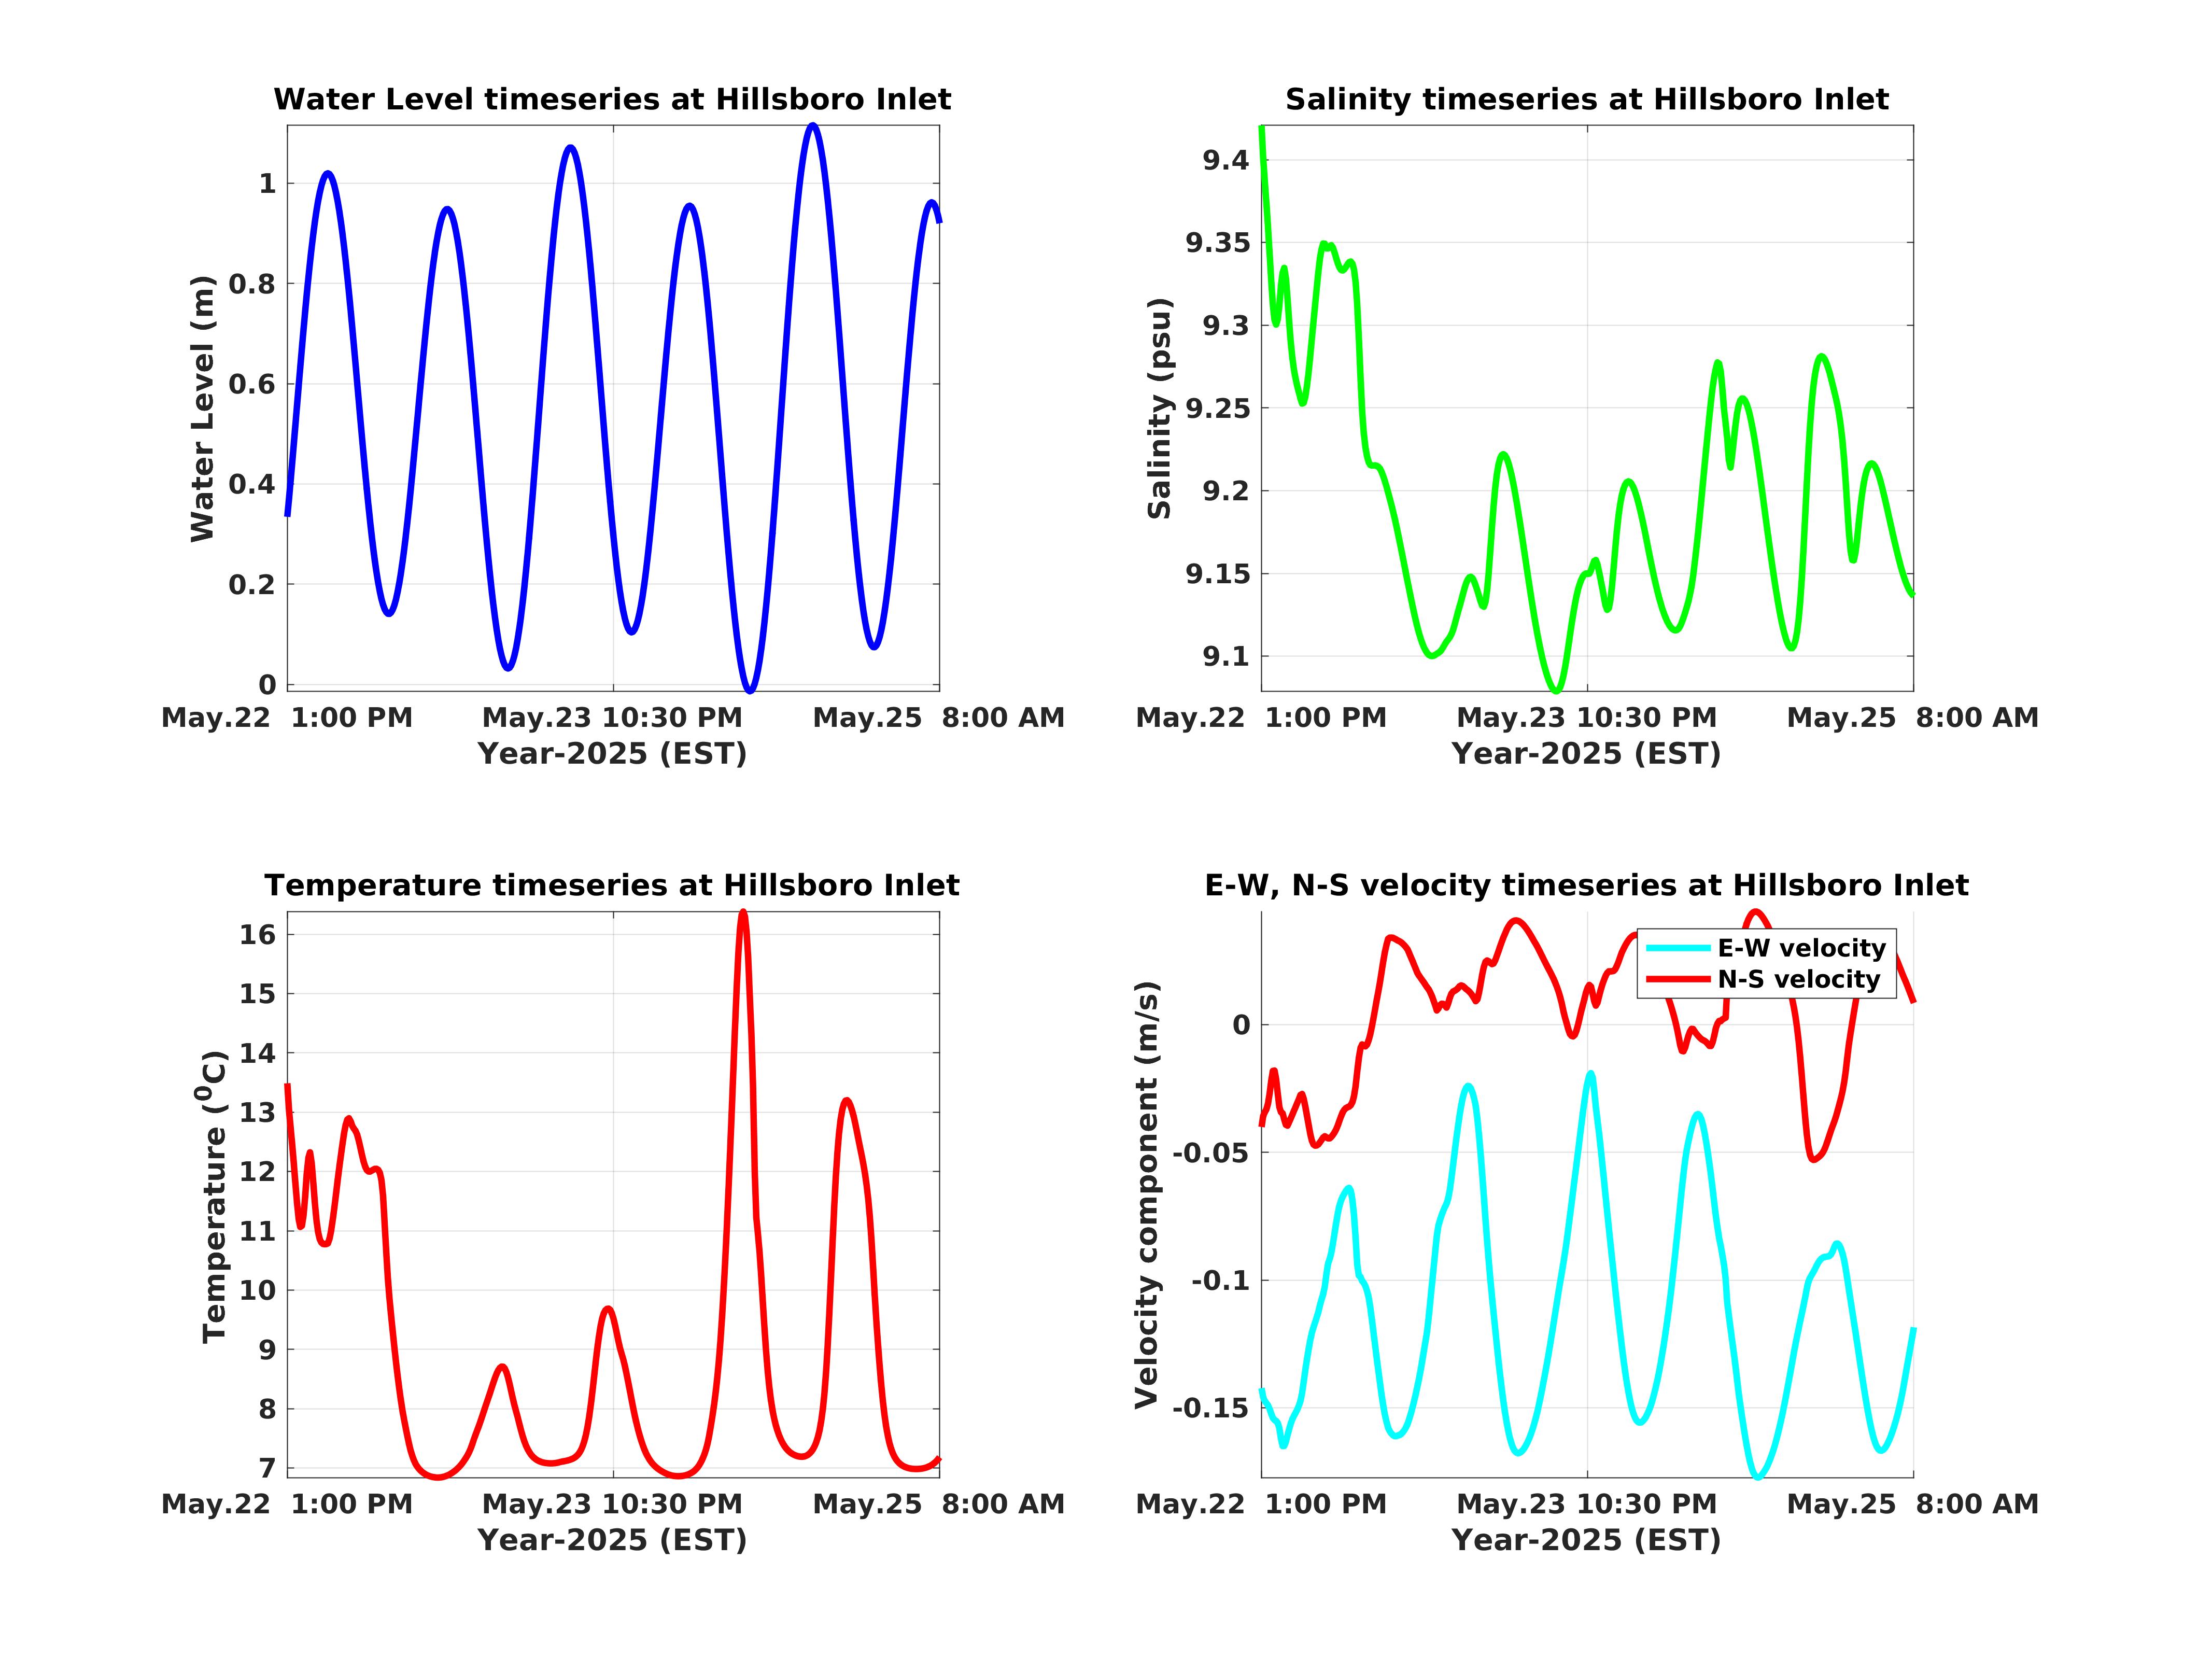 Water Level timeseries at Hillsboro Inlet
Water Level (m)
1
0.8
0.6
0.4
0.2
0
May.22  1:00 PM
May.23 10:30 PM
May.25  8:00 AM
Year-2025 (EST)
Salinity timeseries at Hillsboro Inlet
Salinity (psu)
9.4
9.35
9.3
9.25
9.2
9.15
9.1
May.22  1:00 PM
May.23 10:30 PM
May.25  8:00 AM
Year-2025 (EST)
Temperature timeseries at Hillsboro Inlet
Temperature (⁰C)
16
15
14
13
12
11
10
9
8
7
May.22  1:00 PM
May.23 10:30 PM
May.25  8:00 AM
Year-2025 (EST)
E-W, N-S velocity timeseries at Hillsboro Inlet
Velocity component (m/s)
E-W velocity
N-S velocity
0
-0.05
-0.1
-0.15
May.22  1:00 PM
May.23 10:30 PM
May.25  8:00 AM
Year-2025 (EST)